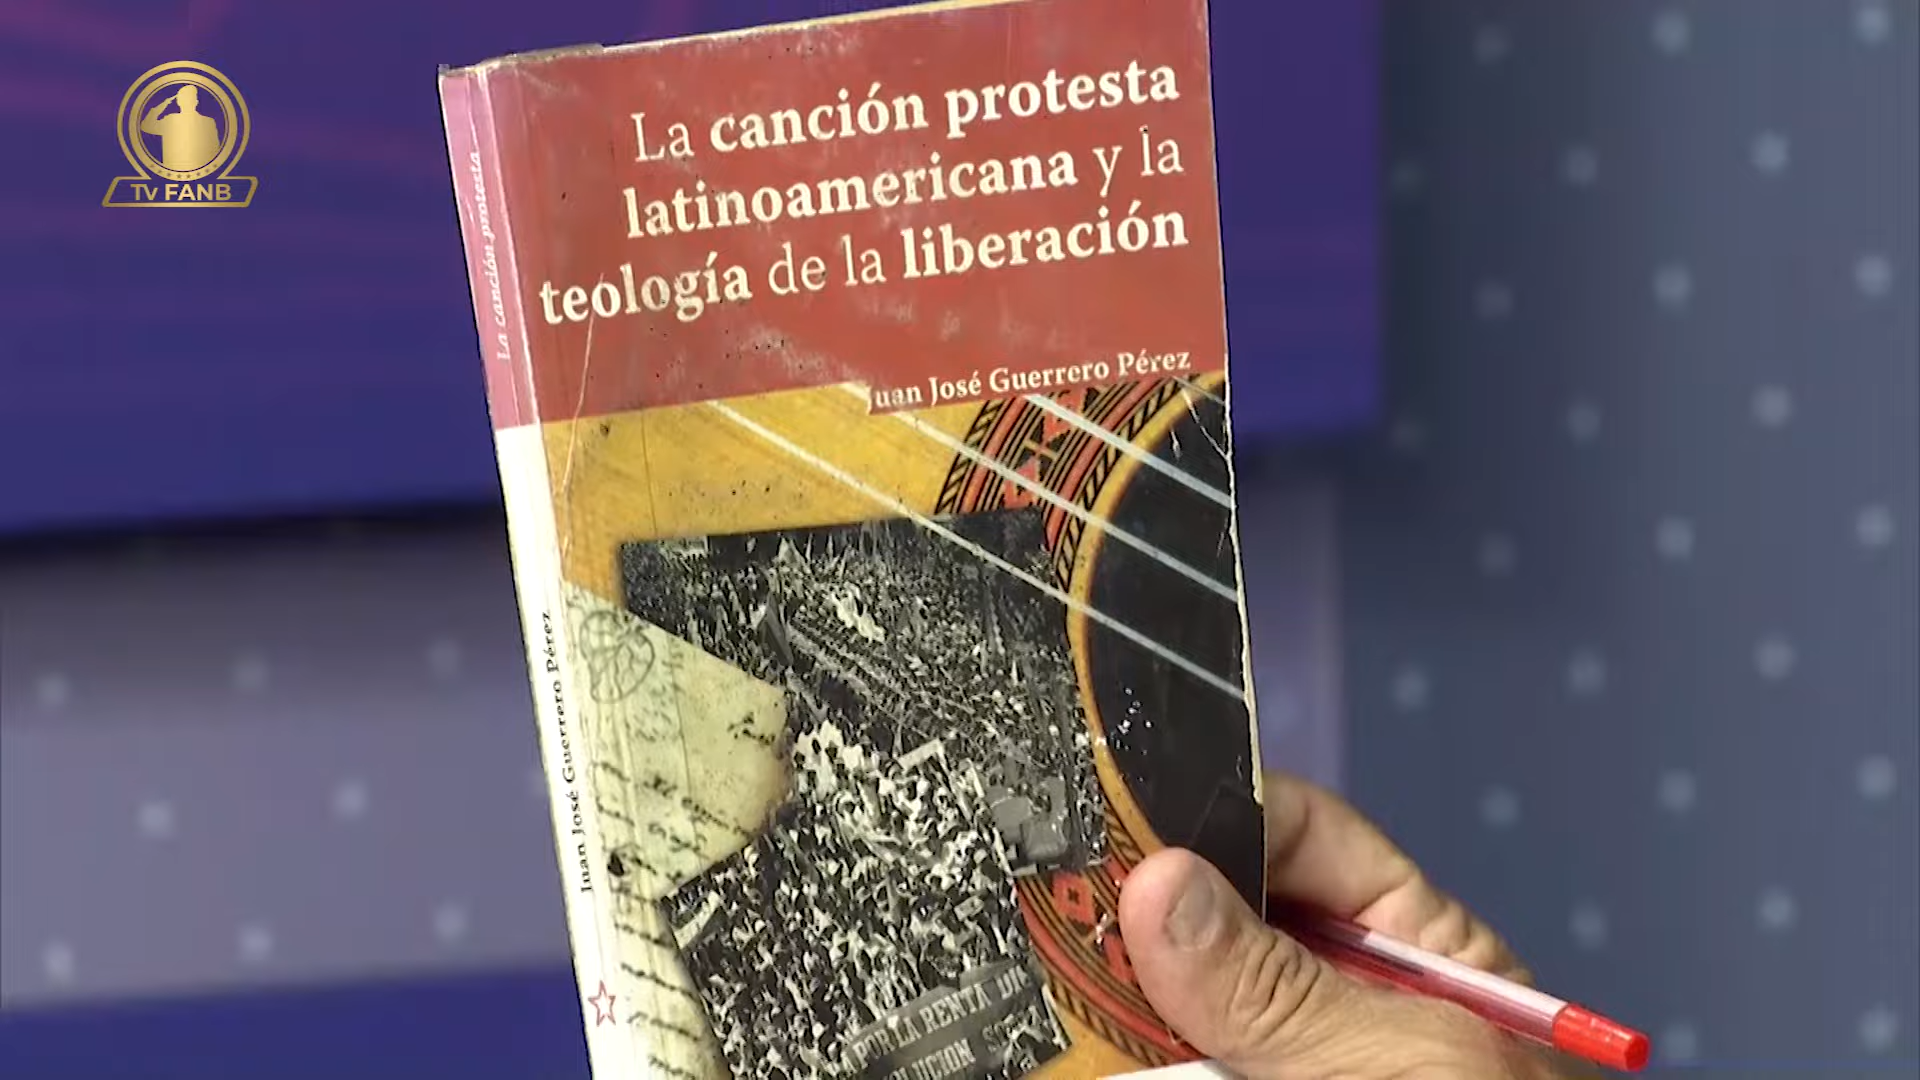 Tv FANB
La canción protesta
latinoamericana y la
teología de la liberación
Juan José Guerrero Pérez
La canción protesta
Juan José Guerrero Pérez
POR LA RENTA